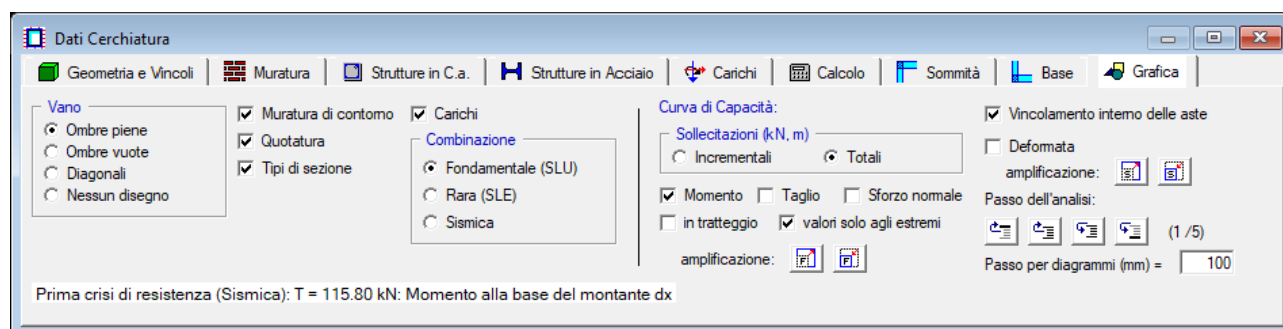 Dati Cerchiatura
Geometria e Vincoli
Muratura
Strutture in C.a.
Strutture in Acciaio
Carichi
Calcolo
Sommità
Base
Grafica
Vano
Ombre piene
Ombre vuote
Diagonali
Nessun disegno
Muratura di contorno
Quotatura
Tipi di sezione
Carichi
Combinazione
Fondamentale (SLU)
Rara (SLE)
Sismica
Curva di Capacità:
Sollecitazioni (kN, m)
Incrementali
Totali
Momento
Taglio
Sforzo normale
in tratteggio
valori solo agli estremi
amplificazione:
F
F
Vincolamento interno delle aste
Deformata
amplificazione:
S
S
Passo dell'analisi:
(1 /5)
Passo per diagrammi (mm) =
100
Prima crisi di resistenza (Sismica): T = 115.80 kN: Momento alla base del montante dx